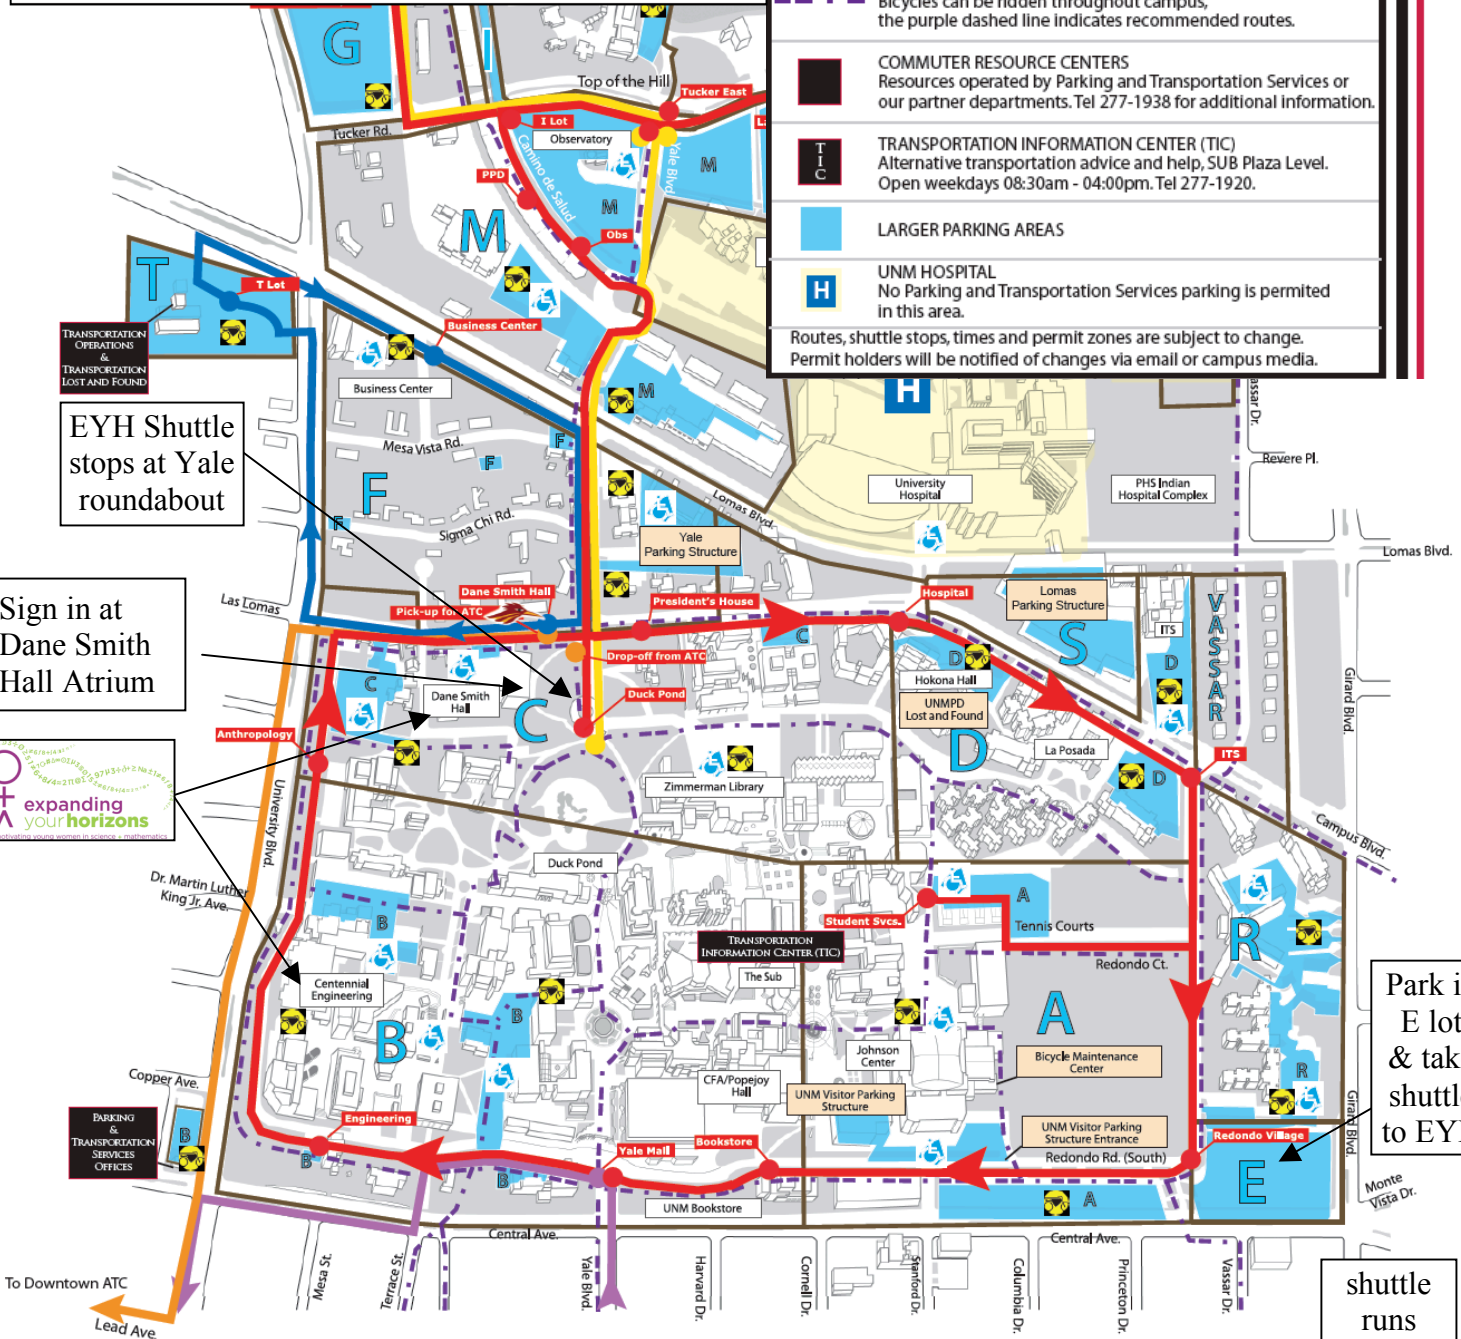 Bicycles can be ridden throughout campus,
the purple dashed line indicates recommended routes.
COMMUTER RESOURCE CENTERS
Resources operated by Parking and Transportation Services or
our partner departments. Tel 277-1938 for additional information.
T
I
C
TRANSPORTATION INFORMATION CENTER (TIC)
Alternative transportation advice and help, SUB Plaza Level.
Open weekdays 08:30am - 04:00pm. Tel 277-1920.
LARGER PARKING AREAS
H
UNM HOSPITAL
No Parking and Transportation Services parking is permited
in this area.
Routes, shuttle stops, times and permit zones are subject to change.
Permit holders will be notified of changes via email or campus media.
G
Top of the Hill
Tucker East
Tucker Rd.
I Lot
Observatory
Camino de Salud
Yale Blvd.
M
PPD
M
M
Obs
T
T Lot
TRANSPORTATION
OPERATIONS
&
TRANSPORTATION
LOST AND FOUND
Business Center
Business Center
M
H
Vassar Dr.
EYH Shuttle
stops at Yale
roundabout
Mesa Vista Rd.
F
F
F
F
Sigma Chi Rd.
Lomas Blvd.
Yale
Parking Structure
University
Hospital
PHS Indian
Hospital Complex
Revere Pl.
Lomas Blvd.
Sign in at
Dane Smith
Hall Atrium
Las Lomas
Dane Smith Hall
Pick-up for ATC
President's House
Hospital
Lomas
Parking Structure
ITS
S
VASSAR
Drop-off from ATC
C
C
Dane Smith
Hall
C
Duck Pond
D
Hokona Hall
UNMPD
Lost and Found
D
D
La Posada
D
Girard Blvd.
ITS
Anthropology
expanding
yourhorizons
motivating young women in science + mathematics
University Blvd.
Zimmerman Library
Campus Blvd.
Dr. Martin Luther
King Jr. Ave.
Duck Pond
B
Student Svcs.
A
Tennis Courts
TRANSPORTATION
INFORMATION CENTER (TIC)
The Sub
Redondo Ct.
R
Centennial
Engineering
B
B
A
Johnson
Center
Bicycle Maintenance
Center
CFA/Popejoy
Hall
UNM Visitor Parking
Structure
UNM Visitor Parking
Structure Entrance
R
Girard Blvd.
Park i
E lot
& tak
shuttl
to EY
Copper Ave.
PARKING
&
TRANSPORTATION
SERVICES
OFFICES
B
Engineering
B
Yale Mall
Bookstore
Redondo Rd. (South)
Redondo Village
E
B
UNM Bookstore
A
Monte
Vista Dr.
Central Ave.
Central Ave.
To Downtown ATC
Lead Ave.
Mesa St.
Terrace St.
Yale Blvd.
Harvard Dr.
Cornell Dr.
Stanford Dr.
Columbia Dr.
Princeton Dr.
Vassar Dr.
shuttle
runs